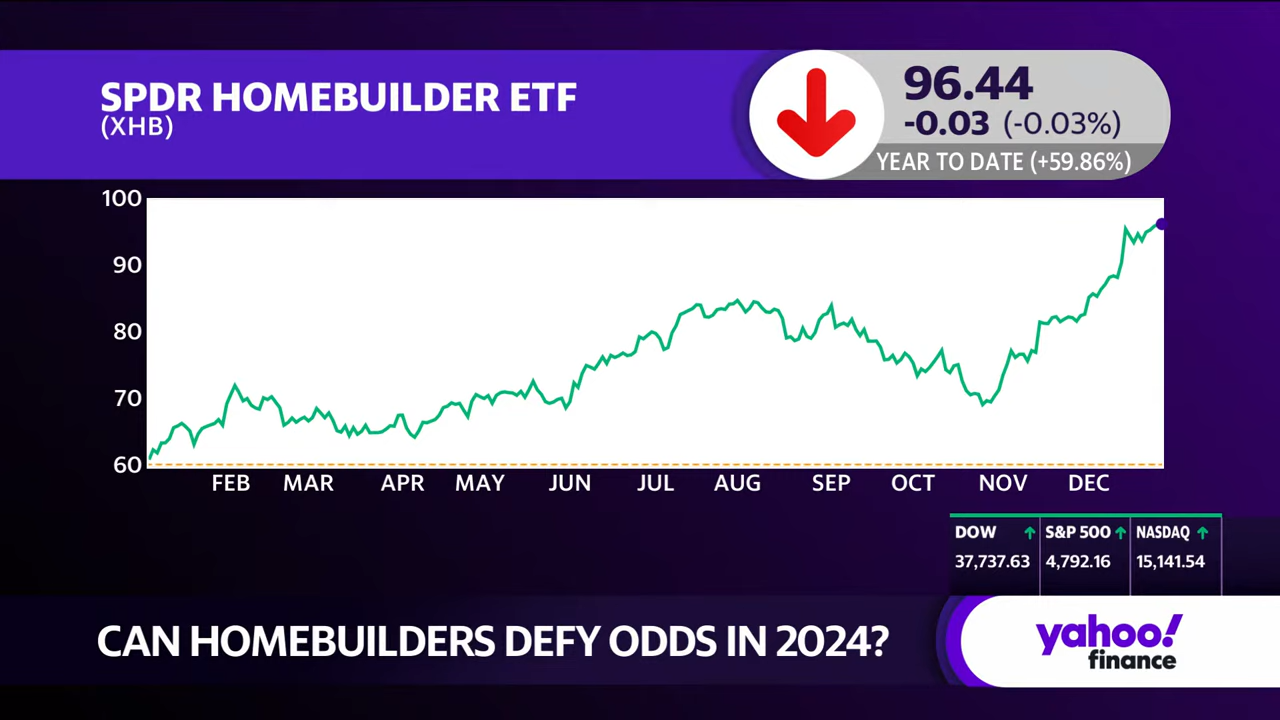 SPDR HOMEBUILDER ETF
(XHB)
96.44
-0.03 (-0.03%)
YEAR TO DATE (+59.86%)
100
90
80
70
60
FEB MAR APR MAY JUN JUL AUG SEP OCT NOV DEC
DOW S&P 500 NASDAQ
37,737.63 4,792.16 15,141.54
CAN HOMEBUILDERS DEFY ODDS IN 2024?
yahoo!
finance